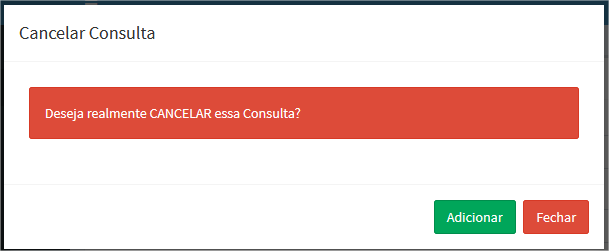 Cancelar Consulta
Deseja realmente CANCELAR essa Consulta?
Adicionar Fechar